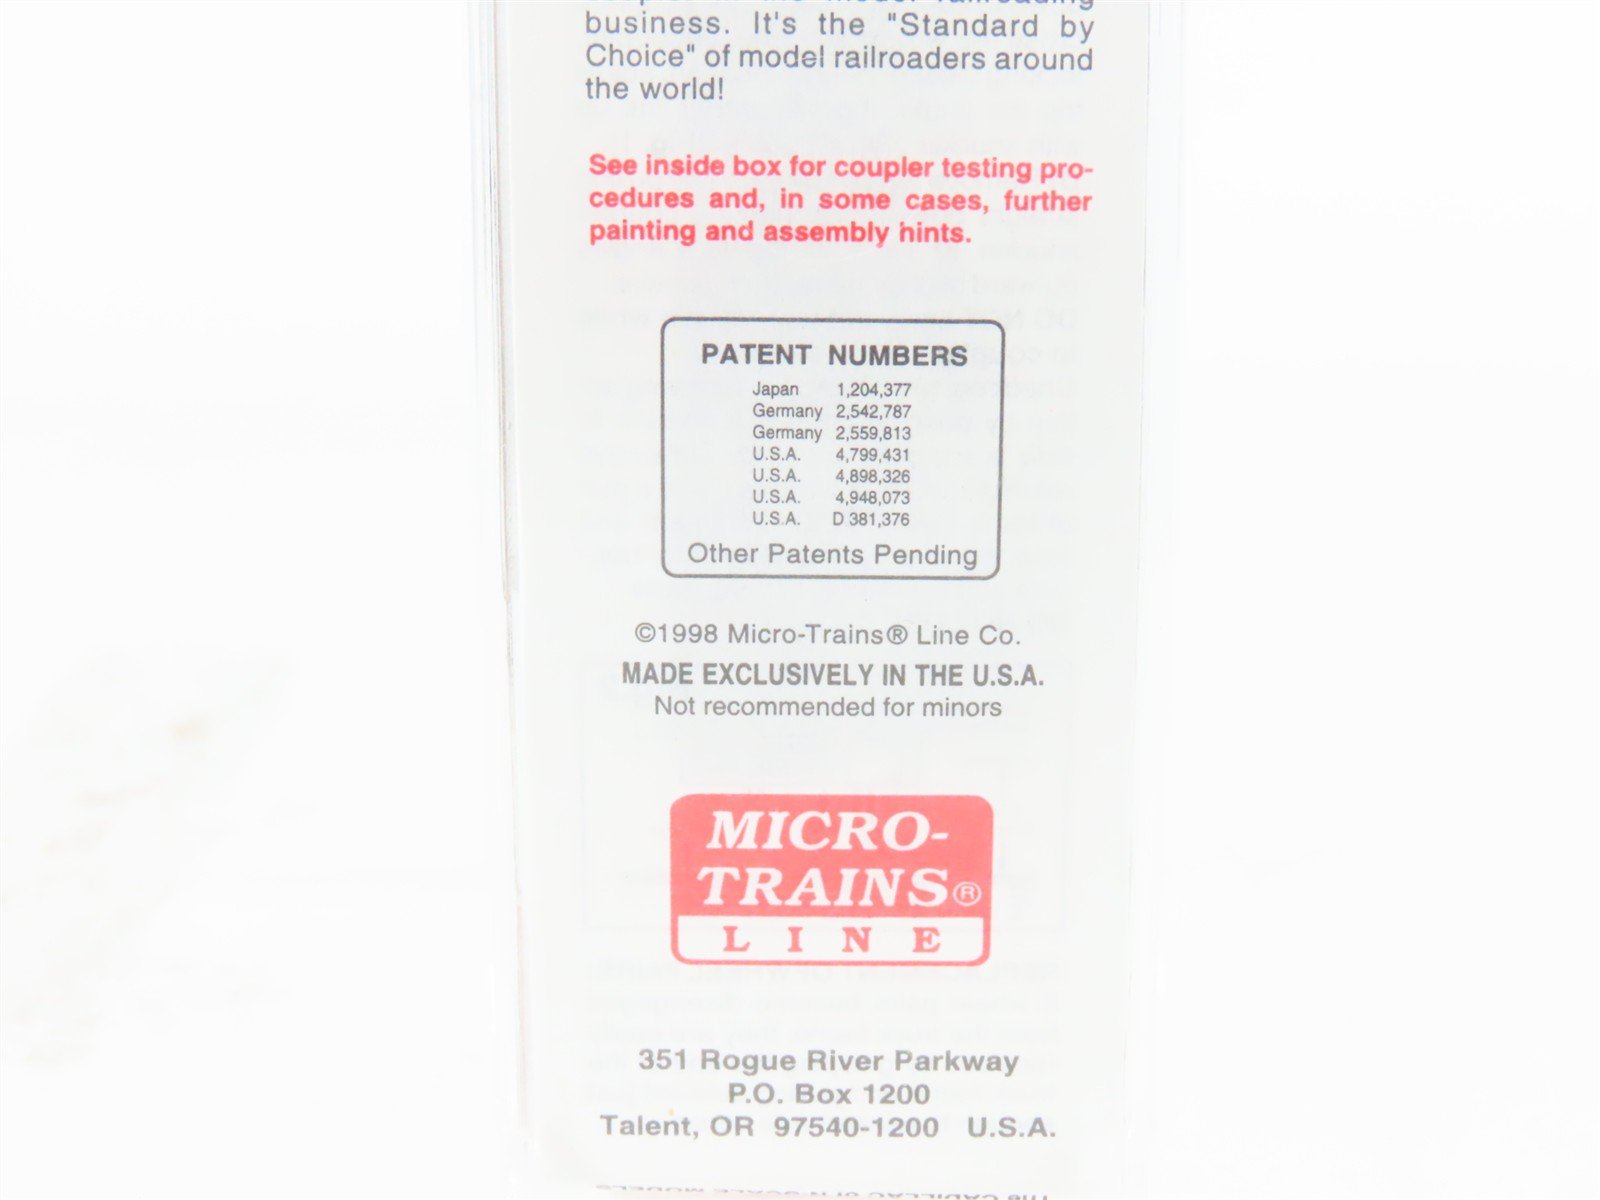 business. It's the "Standard by
Choice" of model railroaders around
the world!
See inside box for coupler testing pro-
cedures and, in some cases, further
painting and assembly hints.
PATENT NUMBERS
Japan 1,204,377
Germany 2,542,787
Germany 2,559,813
U.S.A. 4,799,431
U.S.A. 4,898,326
U.S.A. 4,948,073
U.S.A. D 381,376
Other Patents Pending
©1998 Micro-Trains® Line Co.
MADE EXCLUSIVELY IN THE U.S.A.
Not recommended for minors
MICRO-
TRAINS®
LINE
351 Rogue River Parkway
P.O. Box 1200
Talent, OR 97540-1200 U.S.A.